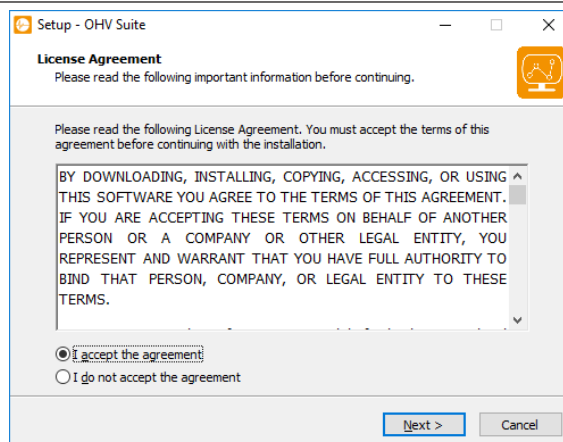 Setup - OHV Suite
License Agreement
Please read the following important information before continuing.
Please read the following License Agreement. You must accept the terms of this
agreement before continuing with the installation.
BY DOWNLOADING, INSTALLING, COPYING, ACCESSING, OR USING
THIS SOFTWARE YOU AGREE TO THE TERMS OF THIS AGREEMENT.
IF YOU ARE ACCEPTING THESE TERMS ON BEHALF OF ANOTHER
PERSON OR A COMPANY OR OTHER LEGAL ENTITY, YOU
REPRESENT AND WARRANT THAT YOU HAVE FULL AUTHORITY TO
BIND THAT PERSON, COMPANY, OR LEGAL ENTITY TO THESE
TERMS.
I accept the agreement
I do not accept the agreement
Next >
Cancel